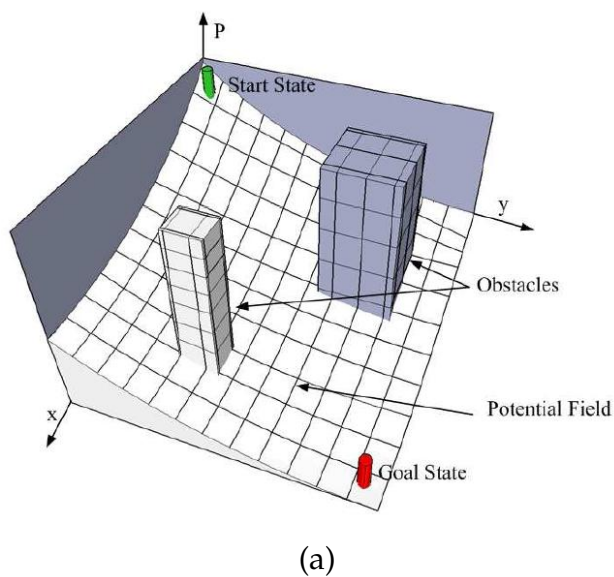 P
Start State
y
Obstacles
Potential Field
x
Goal State
(a)